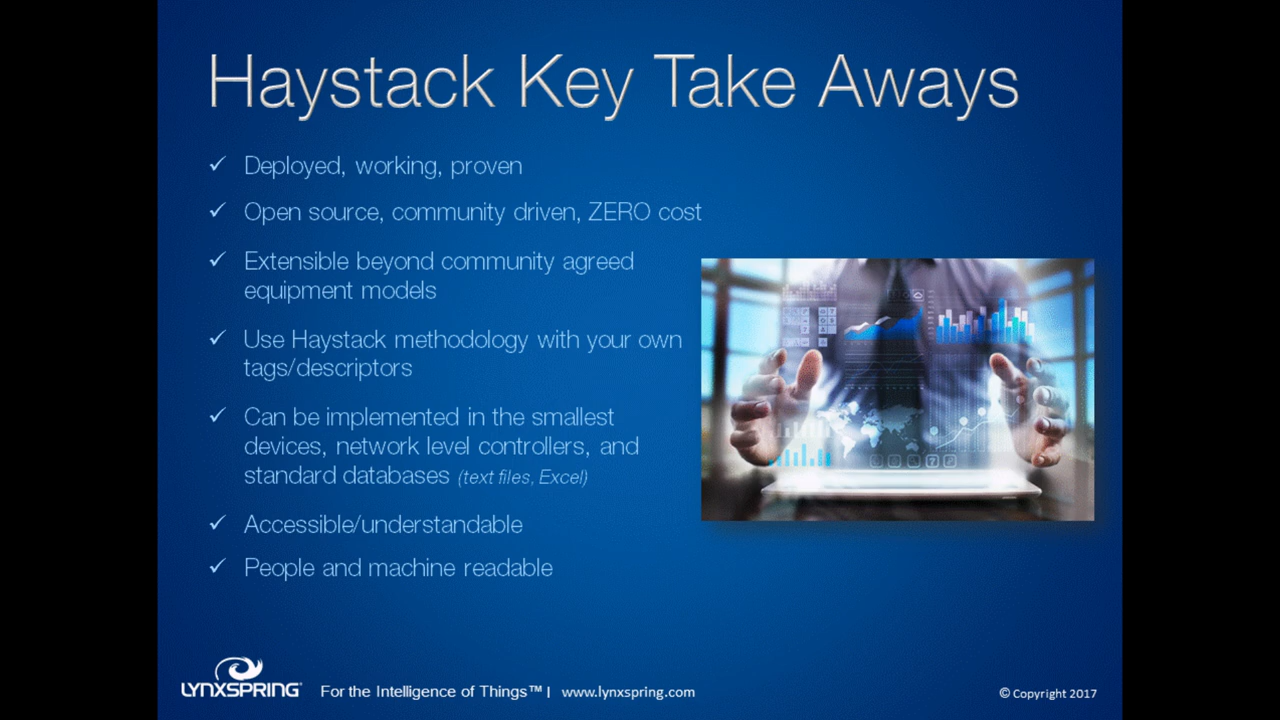 Haystack Key Take Aways
✓ Deployed, working, proven
✓ Open source, community driven, ZERO cost
✓ Extensible beyond community agreed
equipment models
✓ Use Haystack methodology with your own
tags/descriptors
✓ Can be implemented in the smallest
devices, network level controllers, and
standard databases (text files, Excel)
✓ Accessible/understandable
✓ People and machine readable
LYNXSPRING® For the Intelligence of Things™ | www.lynxspring.com
© Copyright 2017